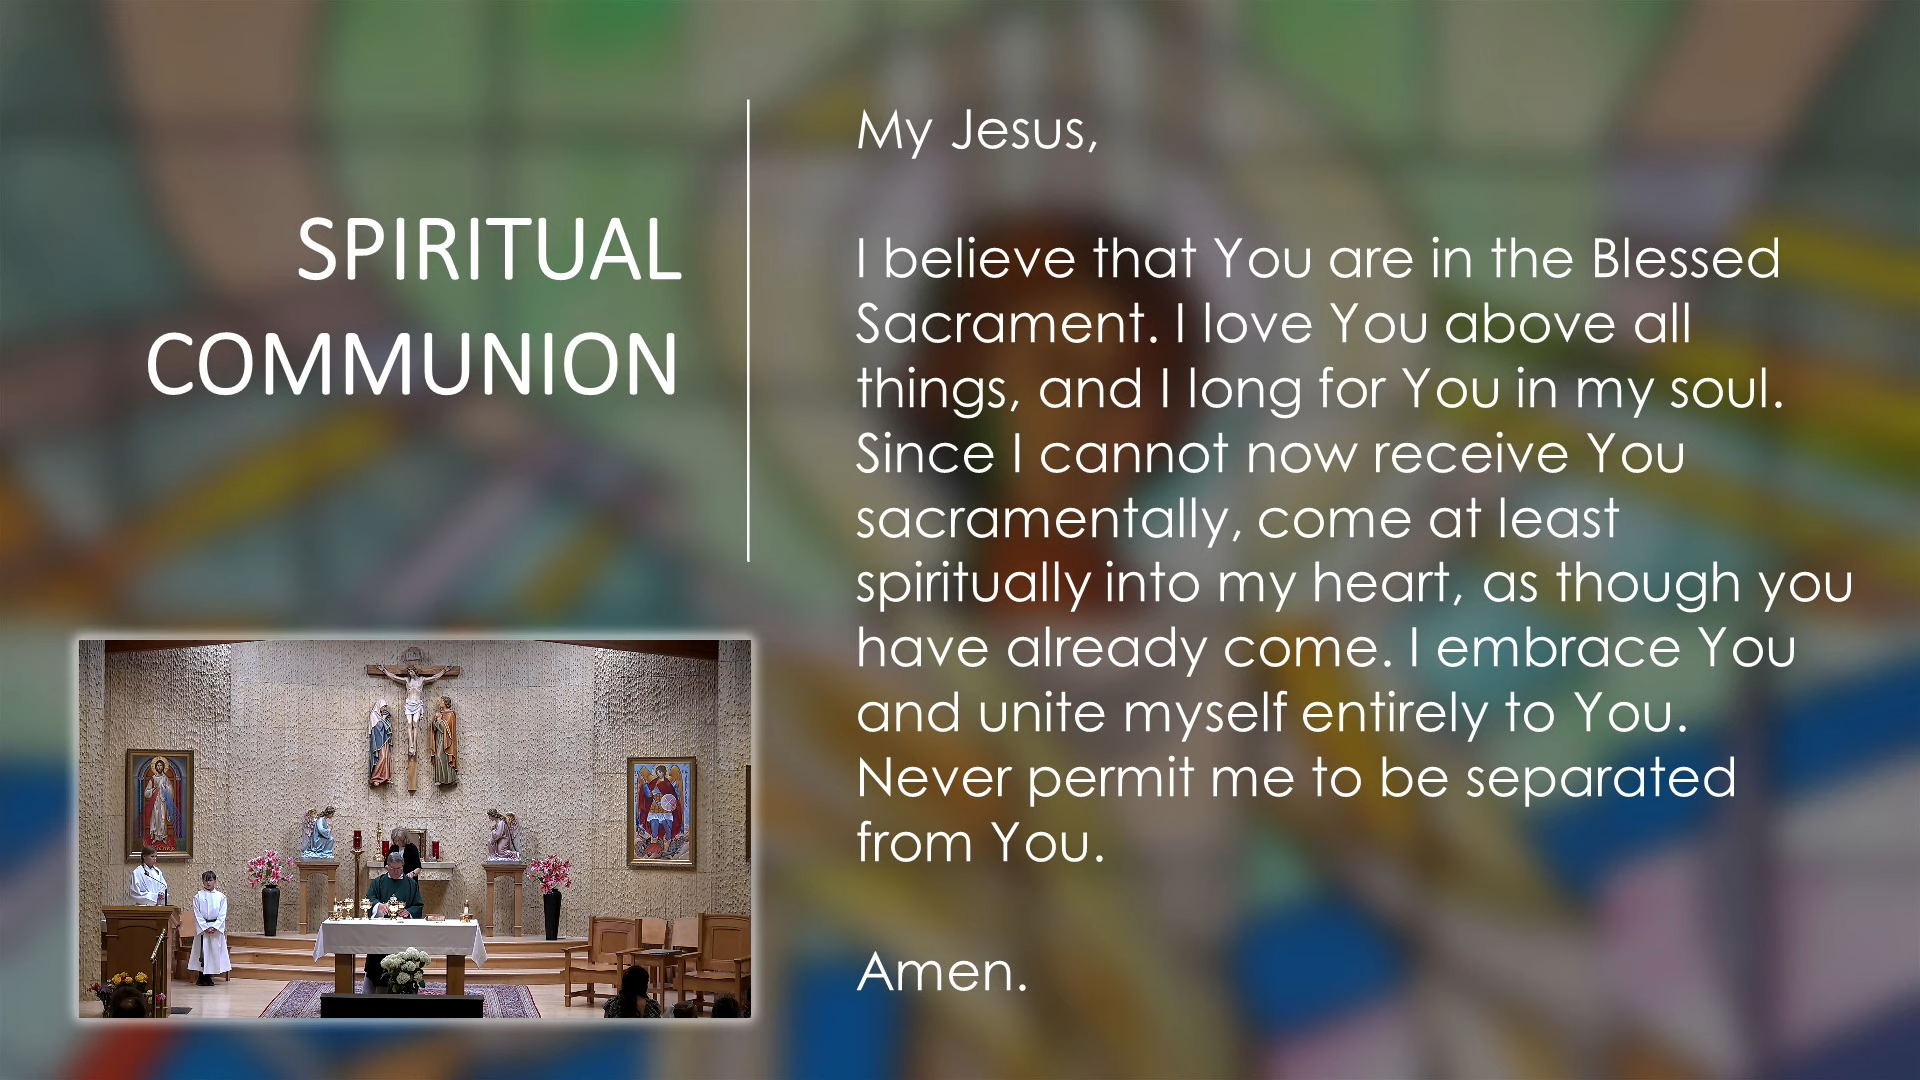 SPIRITUAL
COMMUNION
My Jesus,
I believe that You are in the Blessed
Sacrament. I love You above all
things, and I long for You in my soul.
Since I cannot now receive You
sacramentally, come at least
spiritually into my heart, as though you
have already come. I embrace You
and unite myself entirely to You.
Never permit me to be separated
from You.
Amen.